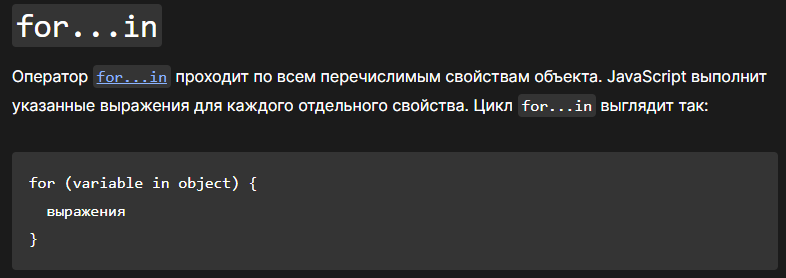 for...in
Оператор for...in проходит по всем перечислимым свойствам объекта. JavaScript выполнит
указанные выражения для каждого отдельного свойства. Цикл for...in выглядит так:
for (variable in object) {
  выражения
}